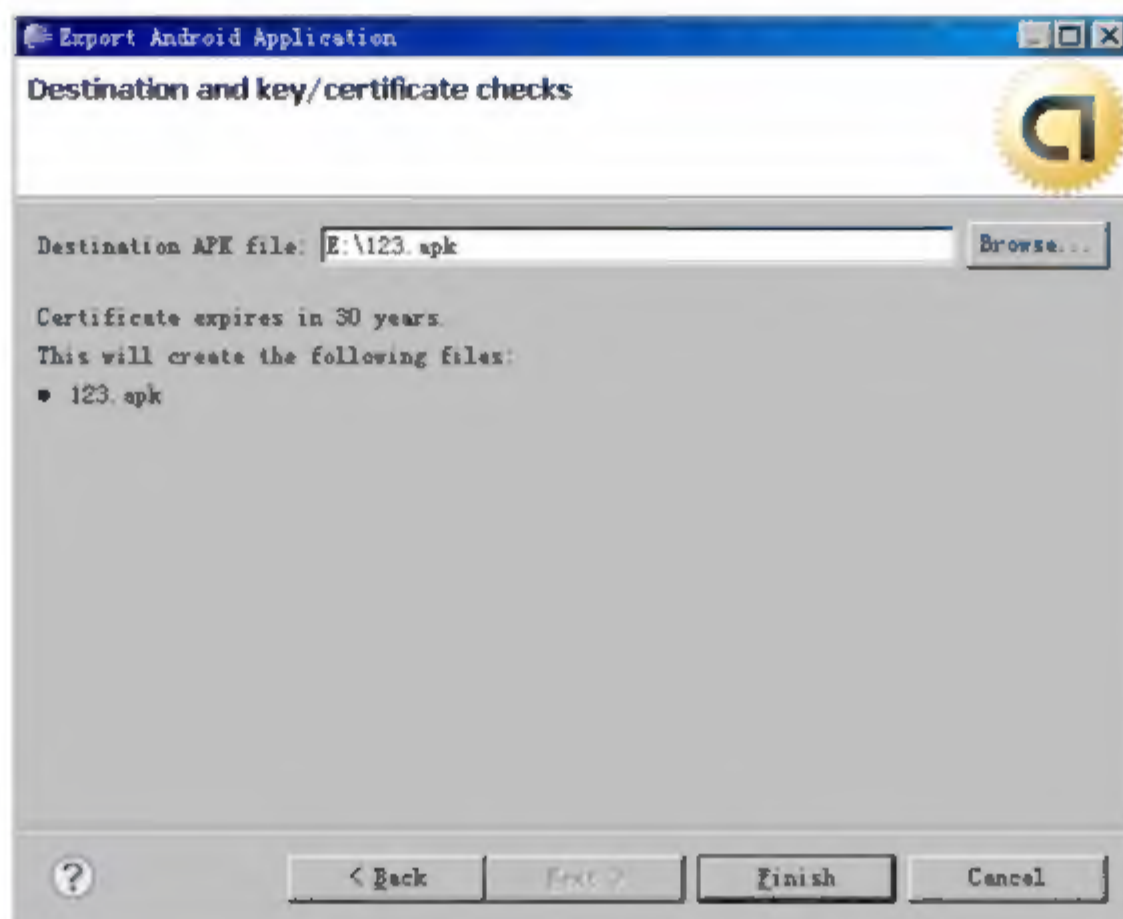 Export Android Application
Destination and key/certificate checks
Destination APK file: E:\123.apk Browse...
Certificate expires in 30 years.
This will create the following files:
• 123.apk
? < Back Next > Finish Cancel